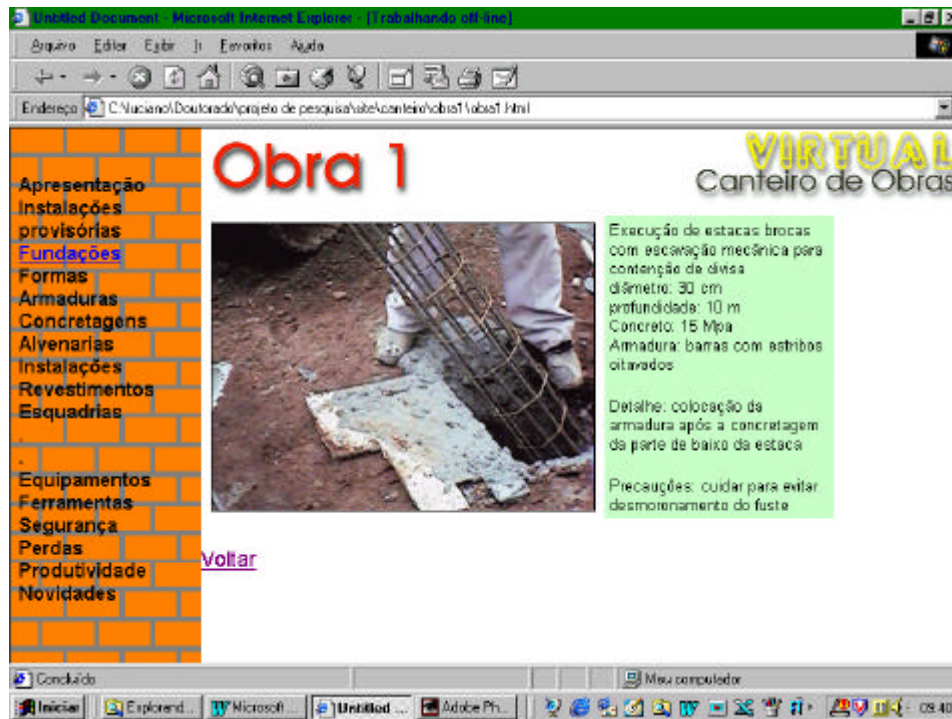 Untitled Document - Microsoft Internet Explorer - [Trabalhando off-line]
Arquivo Editar Exibir Ir Favoritos Ajuda
Endereço C:\luciano\Doutorado\projeto de pesquisa\site\canteiro\obra1\obra1.html
Obra 1
VIRTUAL
Canteiro de Obras
Apresentação
Instalações
provisórias
Fundações
Formas
Armaduras
Concretagens
Alvenarias
Instalações
Revestimentos
Esquadrias
.
.
Equipamentos
Ferramentas
Segurança
Perdas
Produtividade
Novidades
Execução de estacas brocas
com escavação mecânica para
contenção de divisa
diâmetro: 30 cm
profundidade: 10 m
Concreto: 15 Mpa
Armadura: barras com estribos
oitavados
Detalhe: colocação da
armadura após a concretagem
da parte de baixo da estaca
Precauções: cuidar para evitar
desmoronamento do fuste
Voltar
Concluído
Meu computador
Iniciar Explorand... Microsoft ... Untitled ... Adobe Ph...